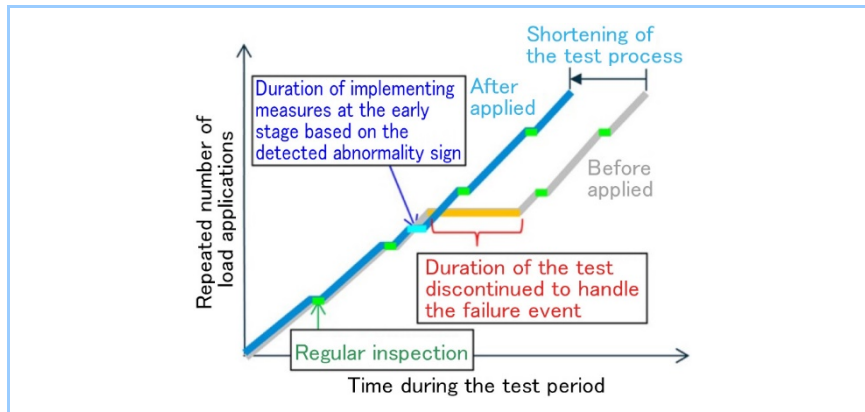 Shortening of
the test process
Duration of implementing
measures at the early
stage based on the
detected abnormality sign
After
applied
Before
applied
Repeated number of
load applications
Duration of the test
discontinued to handle
the failure event
Regular inspection
Time during the test period